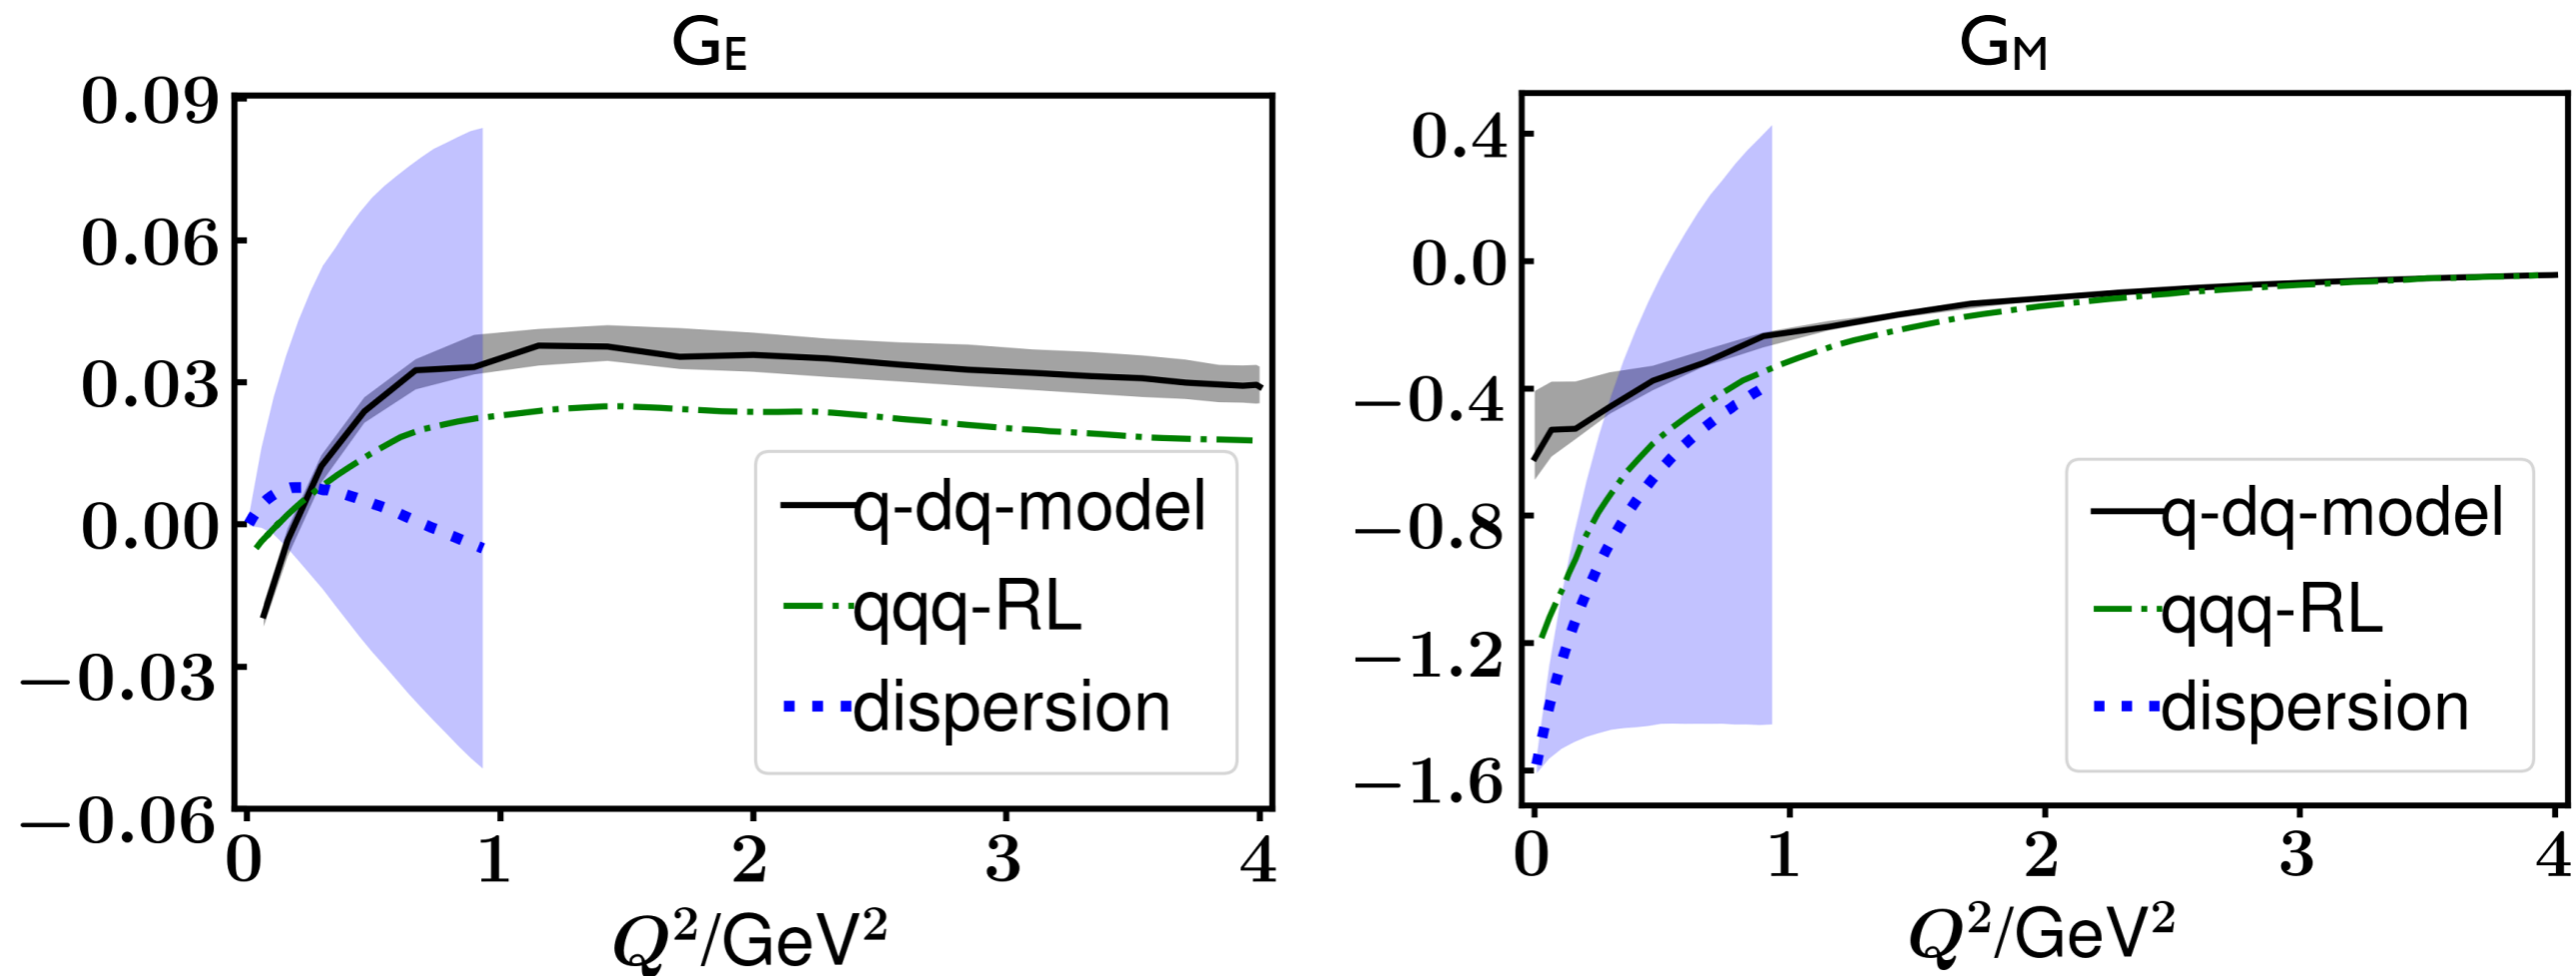 G_E
0.09
0.06
0.03
0.00
−0.03
−0.06
q-dq-model
qqq-RL
dispersion
0 1 2 3 4
Q²/GeV²
G_M
0.4
0.0
−0.4
−0.8
−1.2
−1.6
q-dq-model
qqq-RL
dispersion
0 1 2 3 4
Q²/GeV²